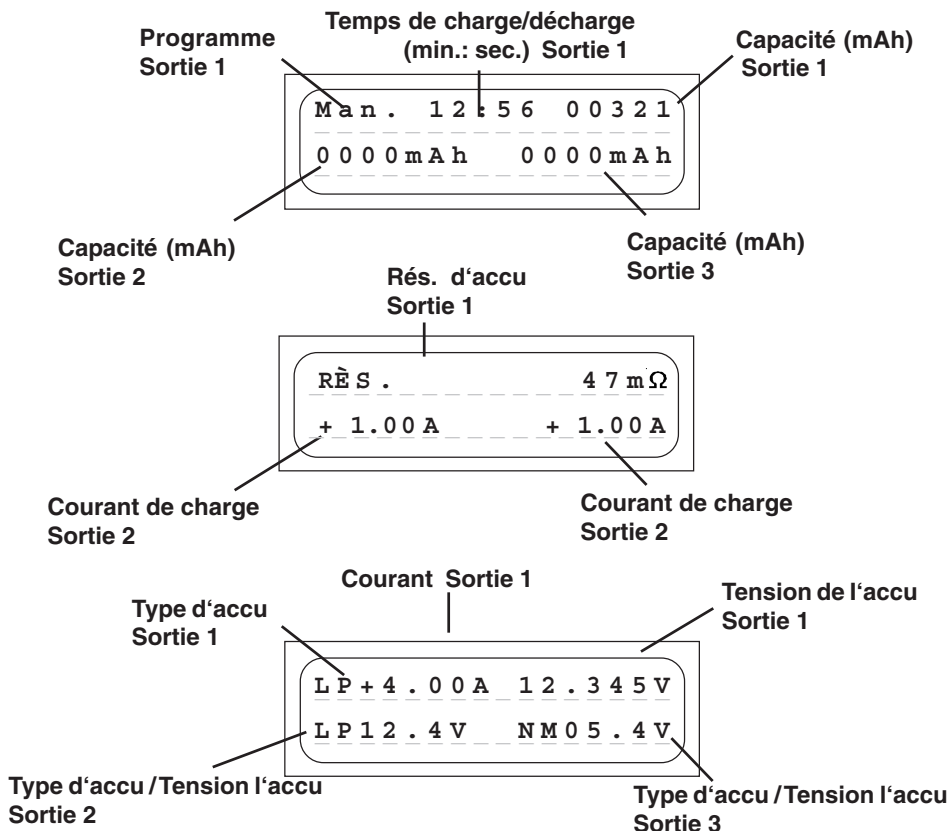 Temps de charge/décharge
(min.: sec.) Sortie 1
Programme
Sortie 1
Capacité (mAh)
Sortie 1
Man. 12:56 00321
0000mAh 0000mAh
Capacité (mAh)
Sortie 2
Capacité (mAh)
Sortie 3
Rés. d‘accu
Sortie 1
RÈS. 47mΩ
+ 1.00A + 1.00A
Courant de charge
Sortie 2
Courant de charge
Sortie 2
Courant Sortie 1
Type d‘accu
Sortie 1
Tension de l‘accu
Sortie 1
LP+4.00A 12.345V
LP12.4V NM05.4V
Type d‘accu / Tension l‘accu
Sortie 2
Type d‘accu / Tension l‘accu
Sortie 3